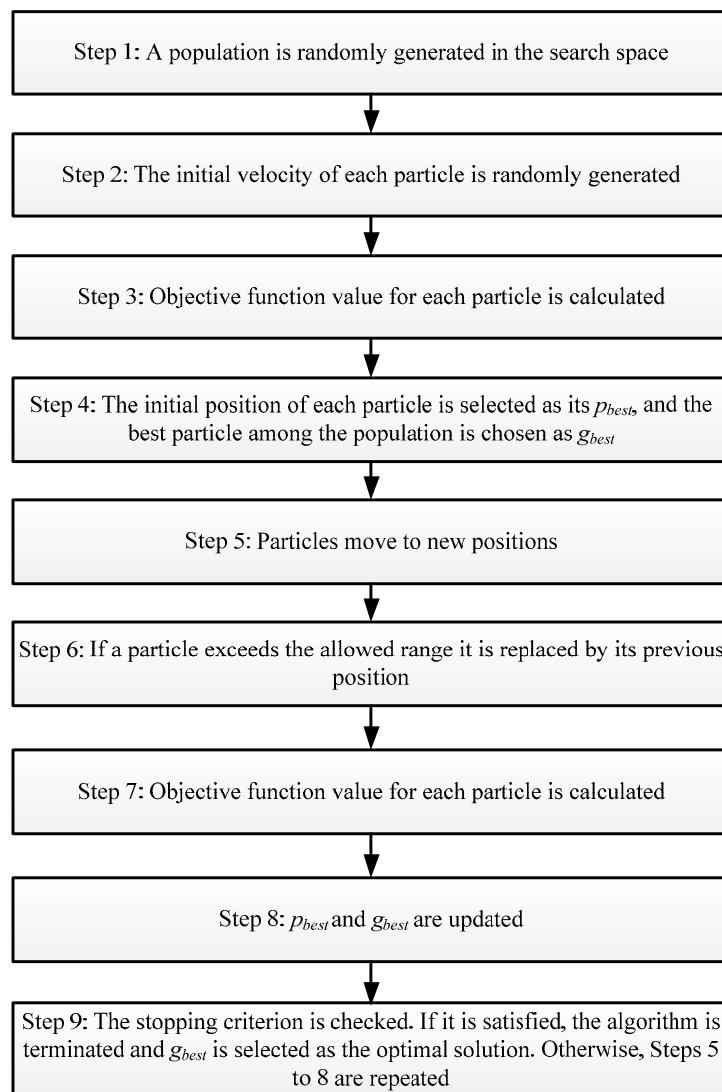 Step 1: A population is randomly generated in the search space
Step 2: The initial velocity of each particle is randomly generated
Step 3: Objective function value for each particle is calculated
Step 4: The initial position of each particle is selected as its p_best, and the
best particle among the population is chosen as g_best
Step 5: Particles move to new positions
Step 6: If a particle exceeds the allowed range it is replaced by its previous
position
Step 7: Objective function value for each particle is calculated
Step 8: p_best and g_best are updated
Step 9: The stopping criterion is checked. If it is satisfied, the algorithm is
terminated and g_best is selected as the optimal solution. Otherwise, Steps 5
to 8 are repeated